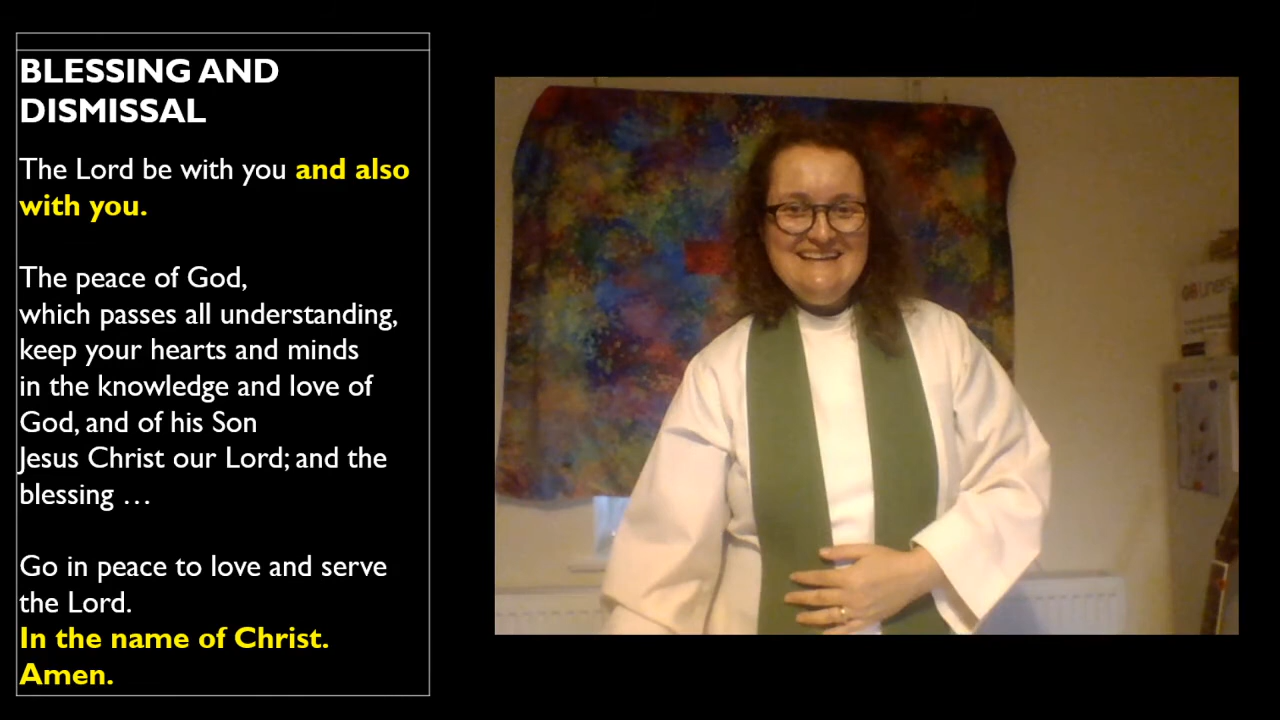 BLESSING AND
DISMISSAL
The Lord be with you and also
with you.
The peace of God,
which passes all understanding,
keep your hearts and minds
in the knowledge and love of
God, and of his Son
Jesus Christ our Lord; and the
blessing …
Go in peace to love and serve
the Lord.
In the name of Christ.
Amen.